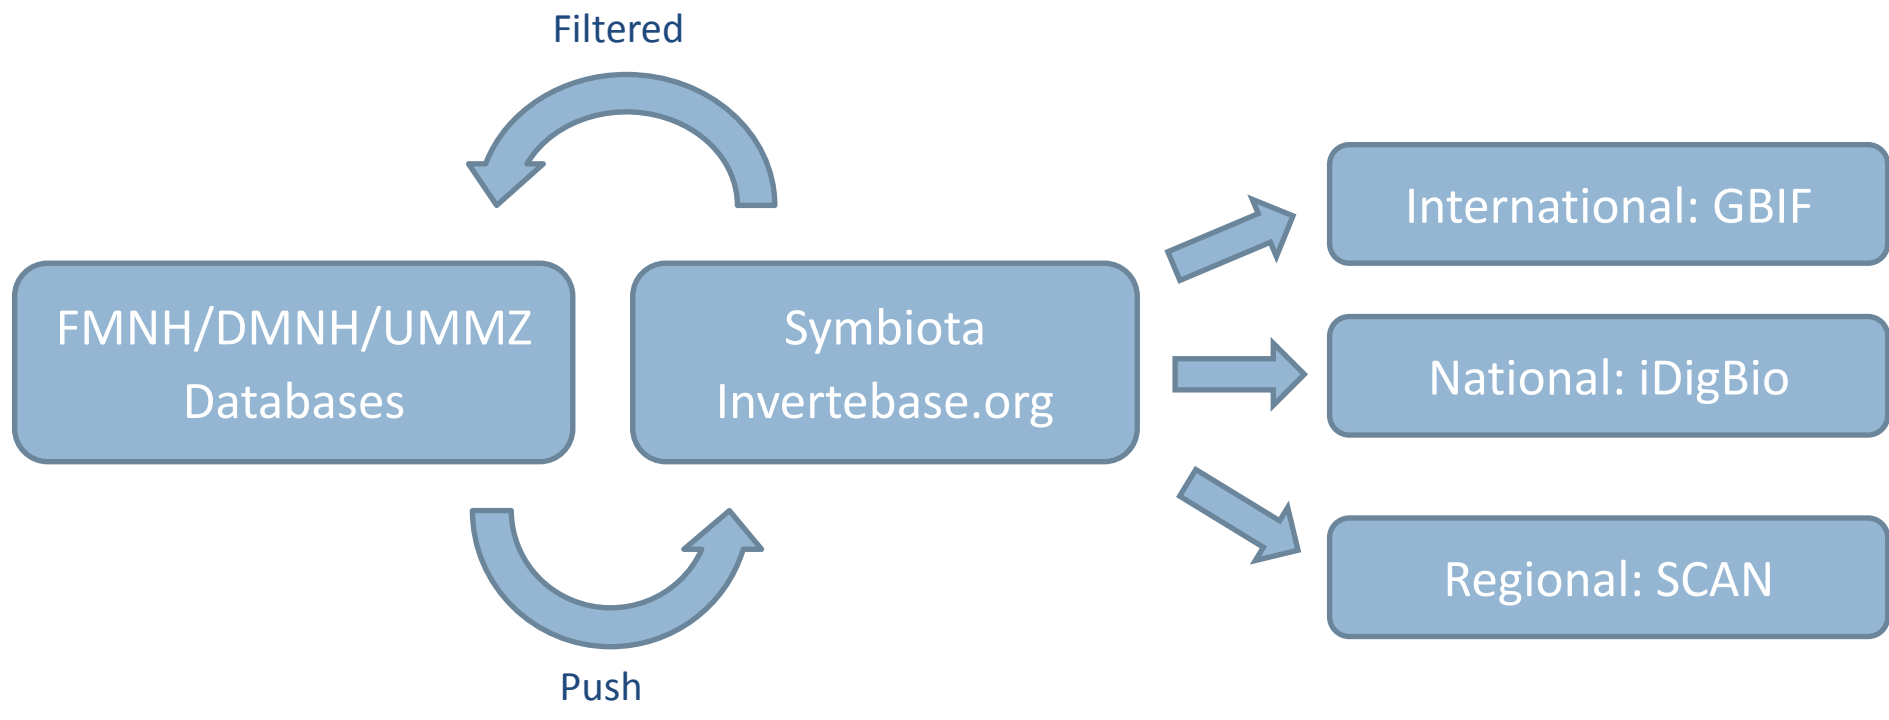 Filtered
FMNH/DMNH/UMMZ
Databases
Symbiota
Invertebase.org
International: GBIF
National: iDigBio
Regional: SCAN
Push